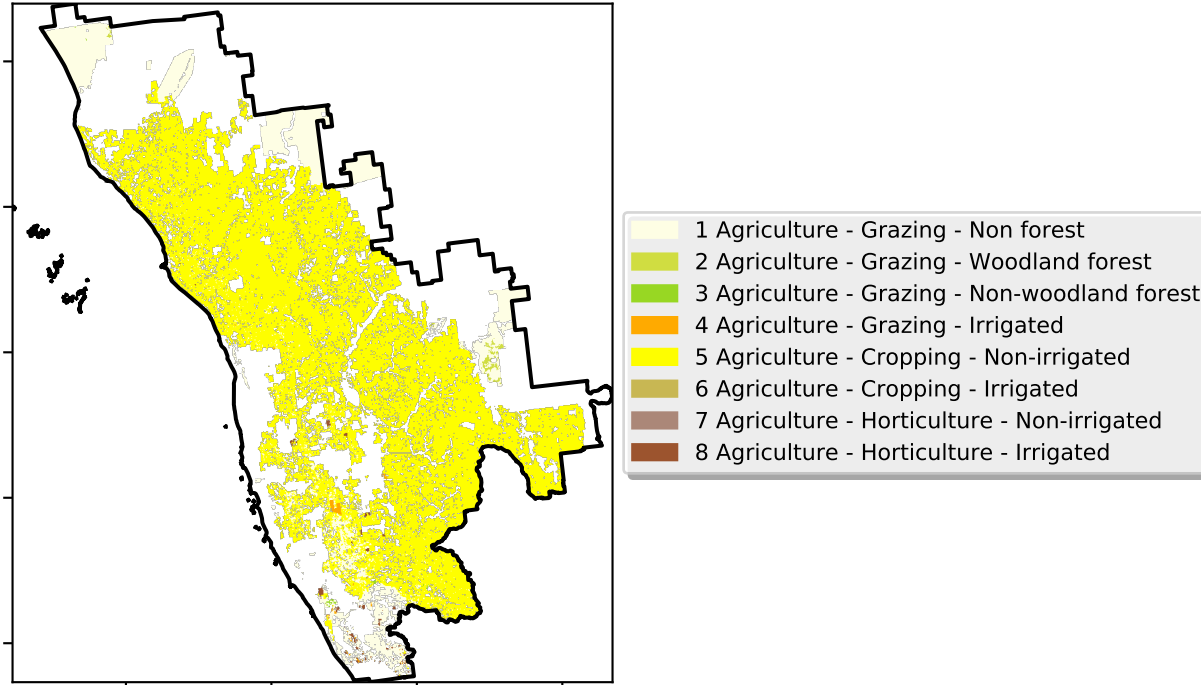 1 Agriculture - Grazing - Non forest
2 Agriculture - Grazing - Woodland forest
3 Agriculture - Grazing - Non-woodland forest
4 Agriculture - Grazing - Irrigated
5 Agriculture - Cropping - Non-irrigated
6 Agriculture - Cropping - Irrigated
7 Agriculture - Horticulture - Non-irrigated
8 Agriculture - Horticulture - Irrigated